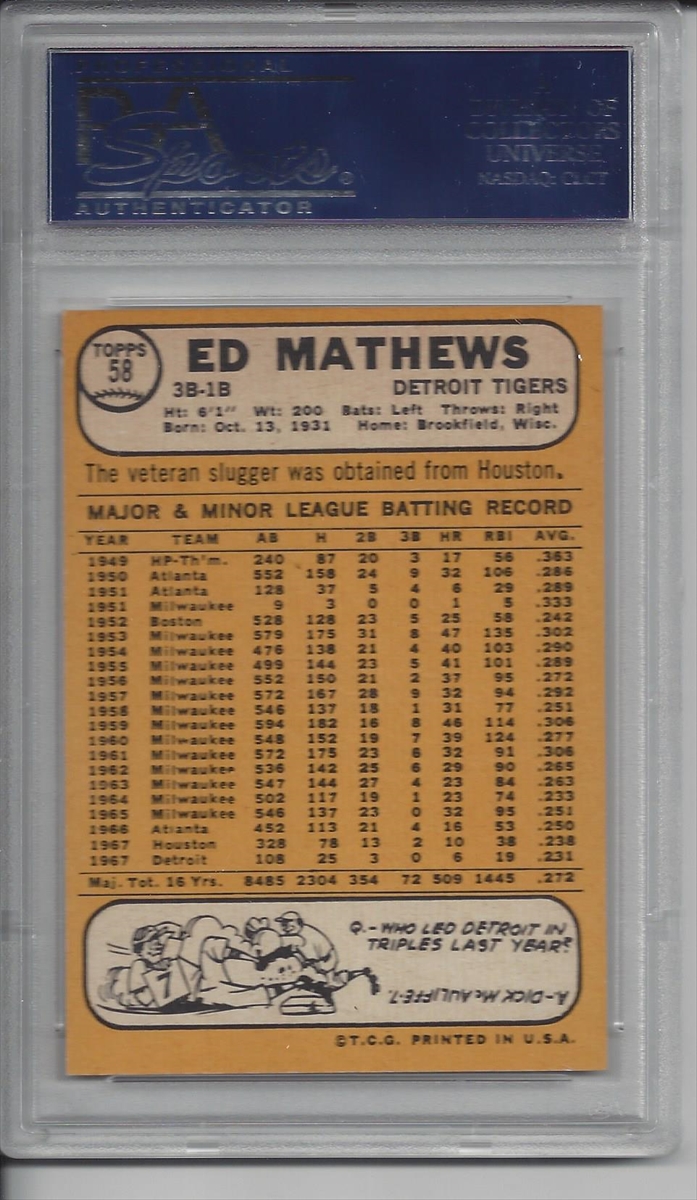 PROFESSIONAL
PSA
Sports®
AUTHENTICATOR
DIVISION OF
COLLECTORS
UNIVERSE
NASDAQ: CLCT
TOPPS
58
ED MATHEWS
3B-1B DETROIT TIGERS
Ht: 6'1" Wt: 200 Bats: Left Throws: Right
Born: Oct. 13, 1931 Home: Brookfield, Wisc.
The veteran slugger was obtained from Houston.
MAJOR & MINOR LEAGUE BATTING RECORD
YEAR TEAM AB H 2B 3B HR RBI AVG.
1949 HP-Th'm. 240 87 20 3 17 56 .363
1950 Atlanta 552 158 24 9 32 106 .286
1951 Atlanta 128 37 5 4 6 29 .289
1951 Milwaukee 9 3 0 0 1 5 .333
1952 Boston 528 128 23 5 25 58 .242
1953 Milwaukee 579 175 31 8 47 135 .302
1954 Milwaukee 476 138 21 4 40 103 .290
1955 Milwaukee 499 144 23 5 41 101 .289
1956 Milwaukee 552 150 21 2 37 95 .272
1957 Milwaukee 572 167 28 9 32 94 .292
1958 Milwaukee 546 137 18 1 31 77 .251
1959 Milwaukee 594 182 16 8 46 114 .306
1960 Milwaukee 548 152 19 7 39 124 .277
1961 Milwaukee 572 175 23 6 32 91 .306
1962 Milwaukee 536 142 25 6 29 90 .265
1963 Milwaukee 547 144 27 4 23 84 .263
1964 Milwaukee 502 117 19 1 23 74 .233
1965 Milwaukee 546 137 23 0 32 95 .251
1966 Atlanta 452 113 21 4 16 53 .250
1967 Houston 328 78 13 2 10 38 .238
1967 Detroit 108 25 3 0 6 19 .231
Maj. Tot. 16 Yrs. 8485 2304 354 72 509 1445 .272
Q.-WHO LED DETROIT IN
TRIPLES LAST YEAR?
A-DICK McAULIFFE-7.
7
©T.C.G. PRINTED IN U.S.A.